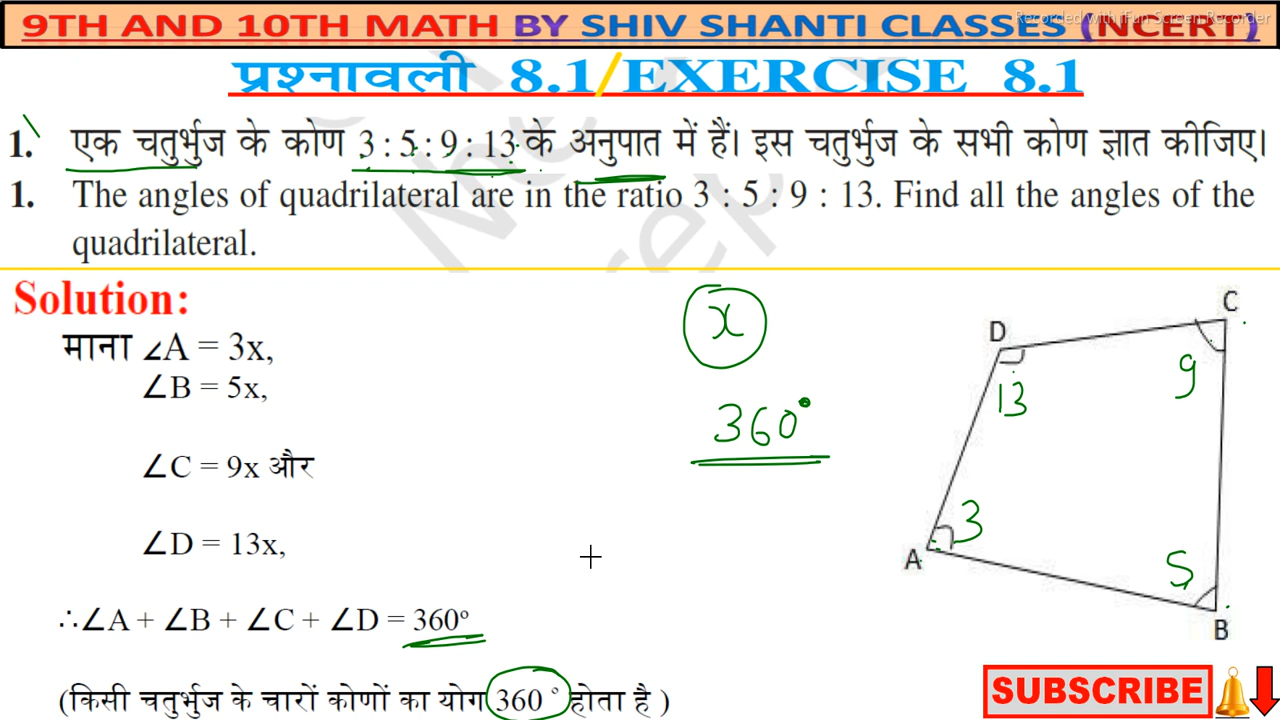 Recorded with iFun Screen Recorder
9TH AND 10TH MATH BY SHIV SHANTI CLASSES (NCERT)
प्रश्नावली 8.1/EXERCISE 8.1
1. एक चतुर्भुज के कोण 3 : 5 : 9 : 13 के अनुपात में हैं। इस चतुर्भुज के सभी कोण ज्ञात कीजिए।
1. The angles of quadrilateral are in the ratio 3 : 5 : 9 : 13. Find all the angles of the
quadrilateral.
Solution:
माना ∠A = 3x,
∠B = 5x,
∠C = 9x और
∠D = 13x,
∴∠A + ∠B + ∠C + ∠D = 360º
(किसी चतुर्भुज के चारों कोणों का योग 360 ° होता है )
x
360°
C
D
9
13
3
A
5
B
SUBSCRIBE